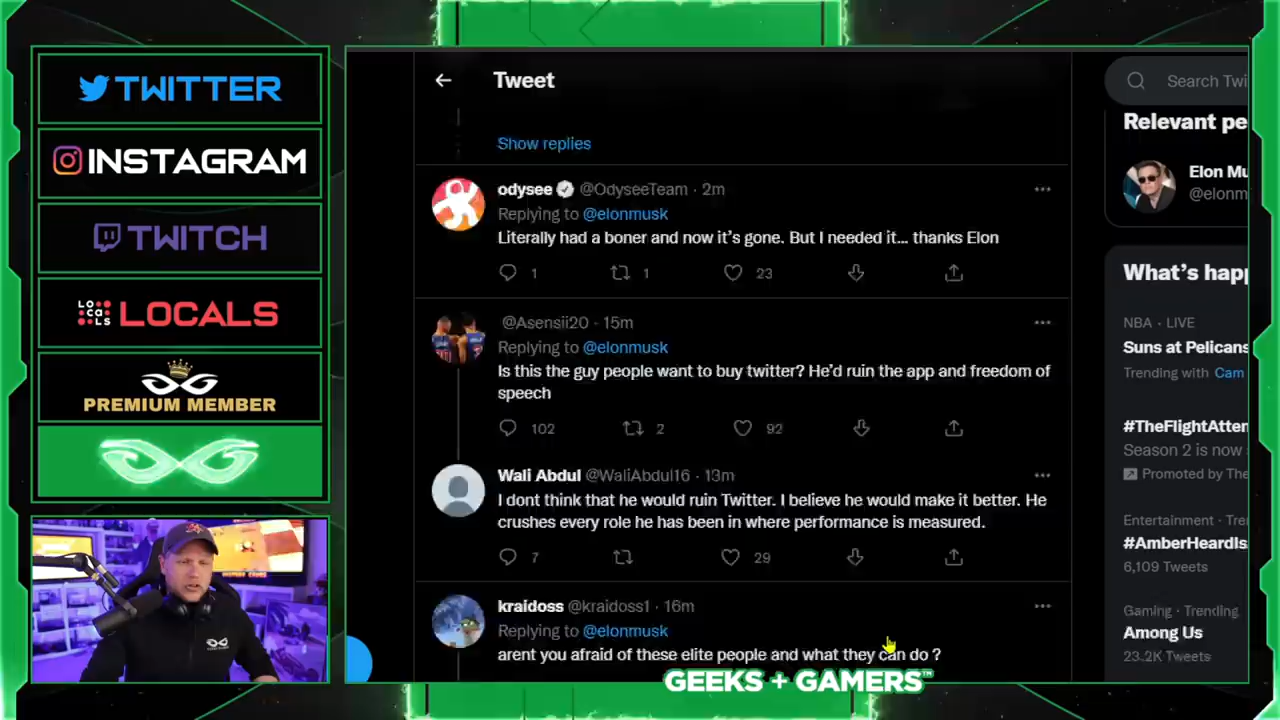 TWITTER
INSTAGRAM
TWITCH
LOCALS
LOCALS
PREMIUM MEMBER
Tweet
Show replies
odysee @OdyseeTeam · 2m
Replying to @elonmusk
Literally had a boner and now it's gone. But I needed it... thanks Elon
1 1 23
@Asensii20 · 15m
Replying to @elonmusk
Is this the guy people want to buy twitter? He'd ruin the app and freedom of
speech
102 2 92
Wali Abdul @WaliAbdul16 · 13m
I dont think that he would ruin Twitter. I believe he would make it better. He
crushes every role he has been in where performance is measured.
7 29
kraidoss @kraidoss1 · 16m
Replying to @elonmusk
arent you afraid of these elite people and what they can do ?
Search Twi
Relevant pe
Elon Mu
@elonm
What's happ
NBA · LIVE
Suns at Pelicans
Trending with Cam
#TheFlightAtten
Season 2 is now
Promoted by The
Entertainment · Tre
#AmberHeardIs
6,109 Tweets
Gaming · Trending
Among Us
23.2K Tweets
GEEKS + GAMERS™